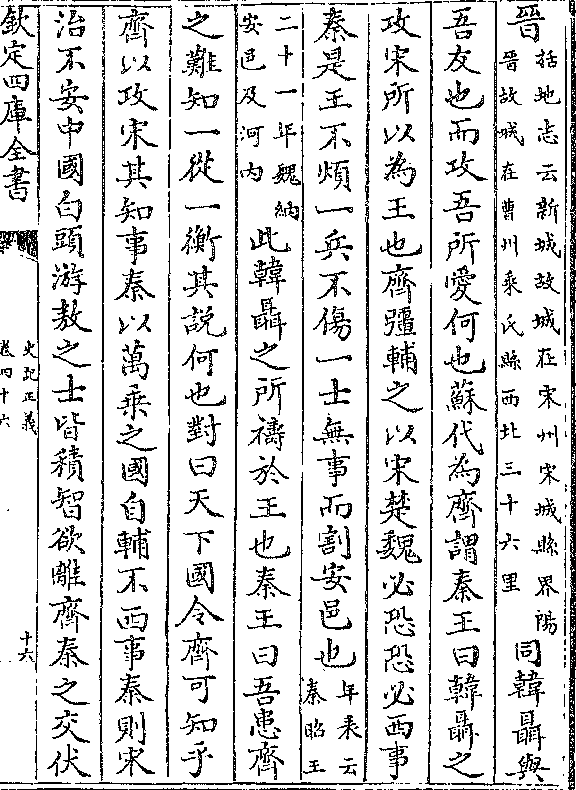 晉括地志云新城故城在宋州宋城縣界陽晉故城在曹州乘氏縣西北三十六里同韓聶與
吾友也而攻吾所愛何也蘇代為齊謂秦王曰韓聶之
攻宋所以為王也齊彊輔之以宋楚魏必恐恐必西事
秦是王不煩一兵不傷一士無事而割安邑也年表云秦昭王
二十一年魏納安邑及河内此韓聶之所禱於王也秦王曰吾患齊
之難知一從一衡其説何也對曰天下國令齊可知乎
齊以攻宋其知事秦以萬乘之國自輔不西事秦則宋
治不安中國白頭游敖之士皆積智欲離齊秦之交伏
欽定四庫全書
史記正義
卷四十六
十六